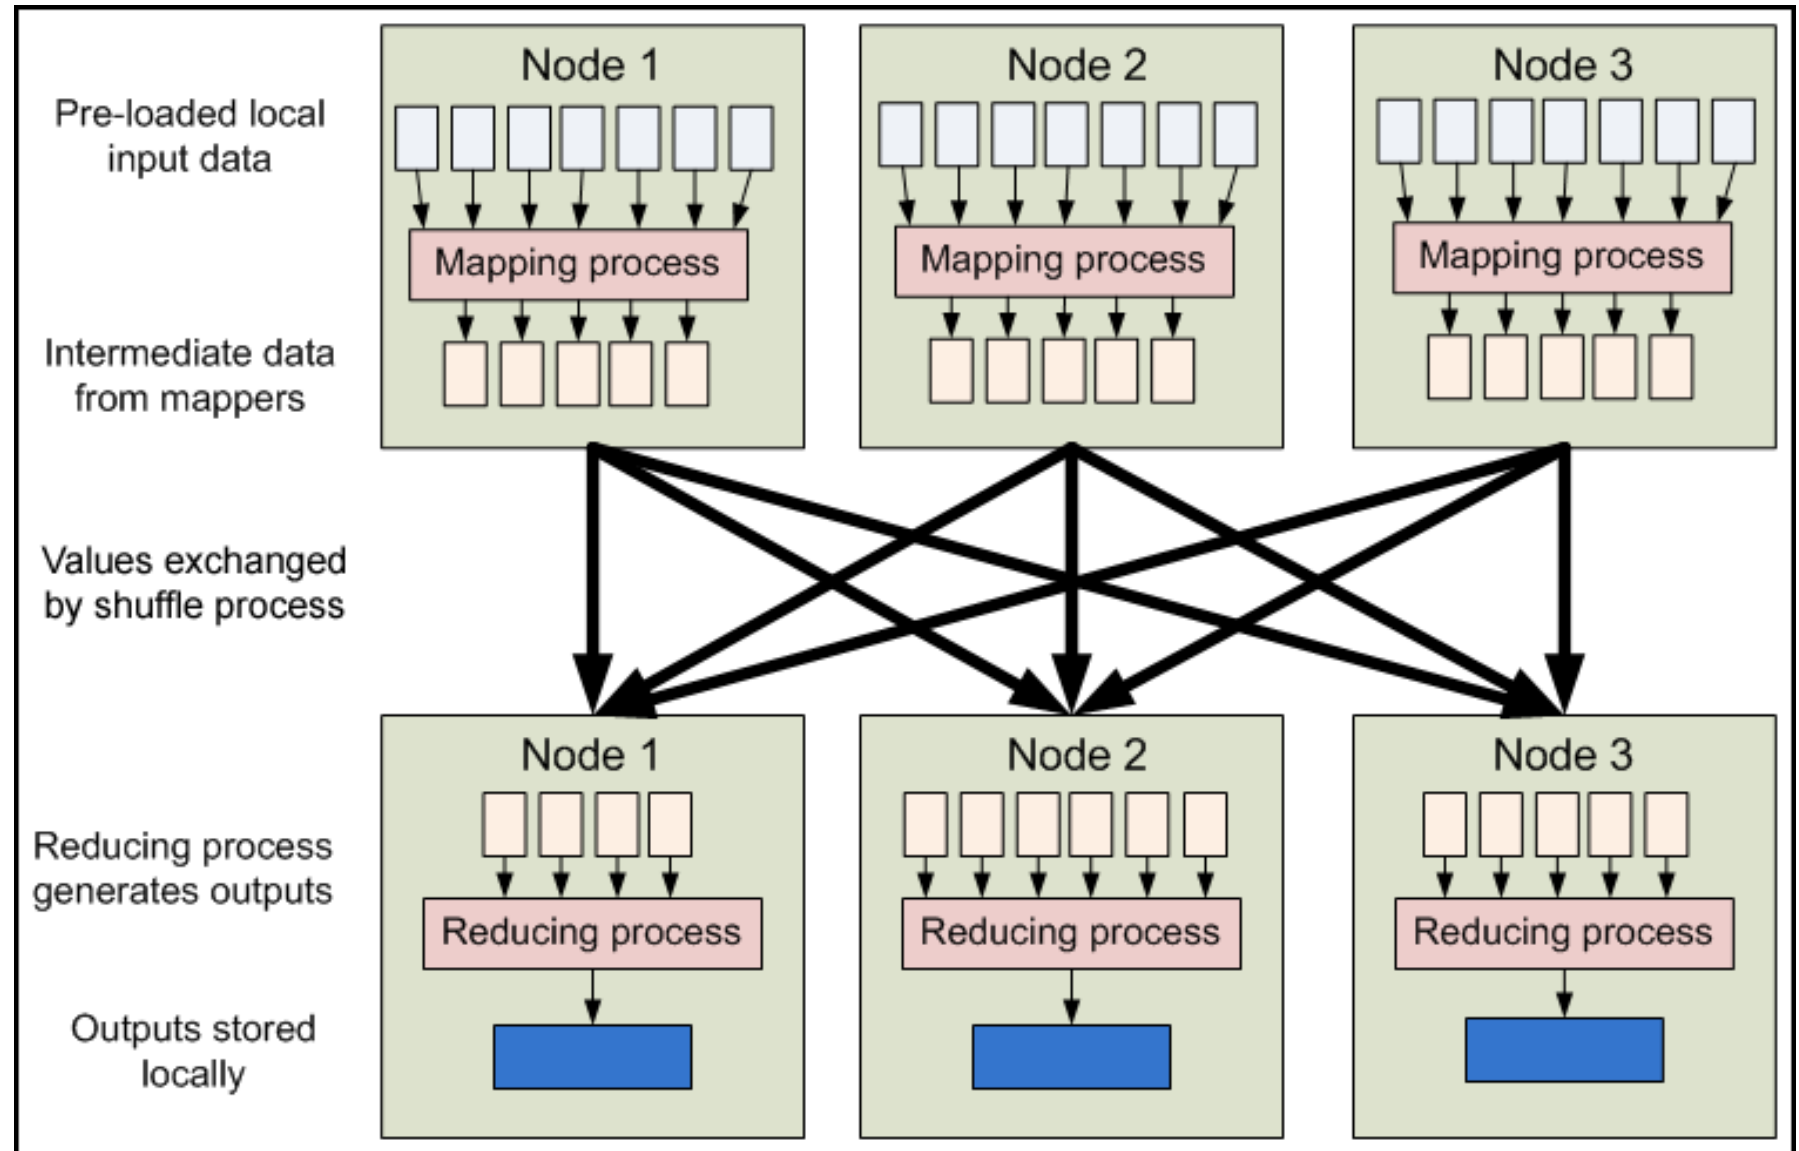 Node 1
Node 2
Node 3
Pre-loaded local
input data
Mapping process
Mapping process
Mapping process
Intermediate data
from mappers
Values exchanged
by shuffle process
Node 1
Node 2
Node 3
Reducing process
generates outputs
Reducing process
Reducing process
Reducing process
Outputs stored
locally